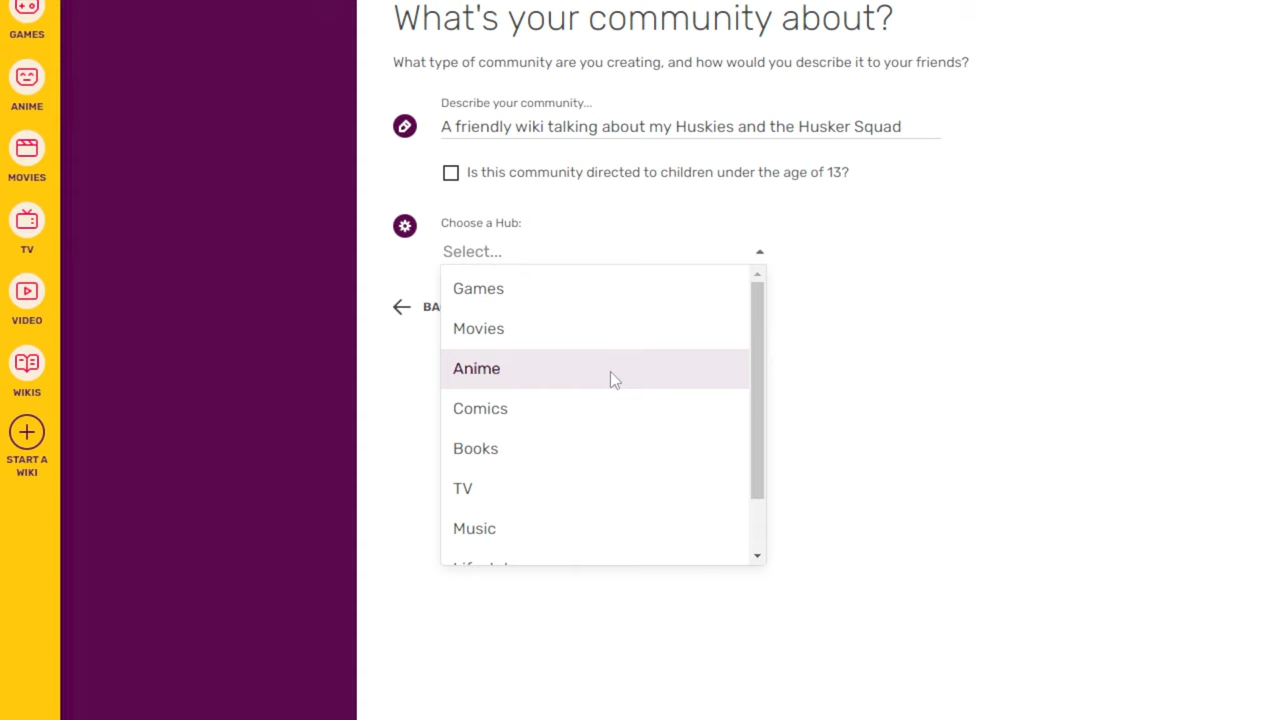 GAMES
ANIME
MOVIES
TV
VIDEO
WIKIS
START A
WIKI
What's your community about?
What type of community are you creating, and how would you describe it to your friends?
Describe your community...
A friendly wiki talking about my Huskies and the Husker Squad
Is this community directed to children under the age of 13?
Choose a Hub:
Select...
Games
BA
Movies
Anime
Comics
Books
TV
Music